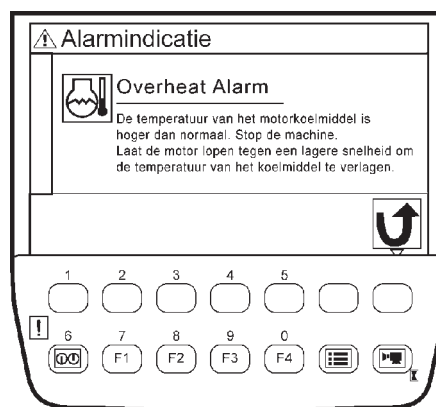 Alarmindicatie
Overheat Alarm
De temperatuur van het motorkoelmiddel is
hoger dan normaal. Stop de machine.
Laat de motor lopen tegen een lagere snelheid om
de temperatuur van het koelmiddel te verlagen.
1 2 3 4 5
6 7 8 9 0
F1 F2 F3 F4